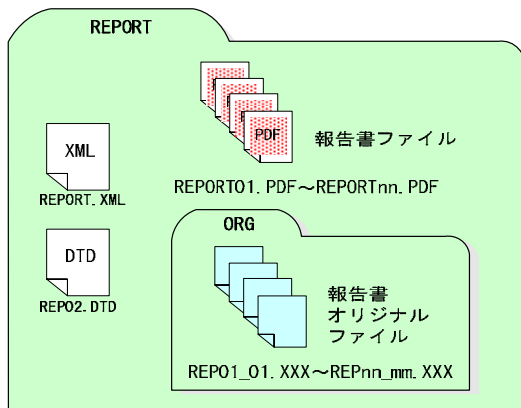 REPORT
PDF
報告書ファイル
REPORT01.PDF～REPORTnn.PDF
XML
REPORT.XML
DTD
REP02.DTD
ORG
報告書
オリジナル
ファイル
REP01_01.XXX～REPnn_mm.XXX